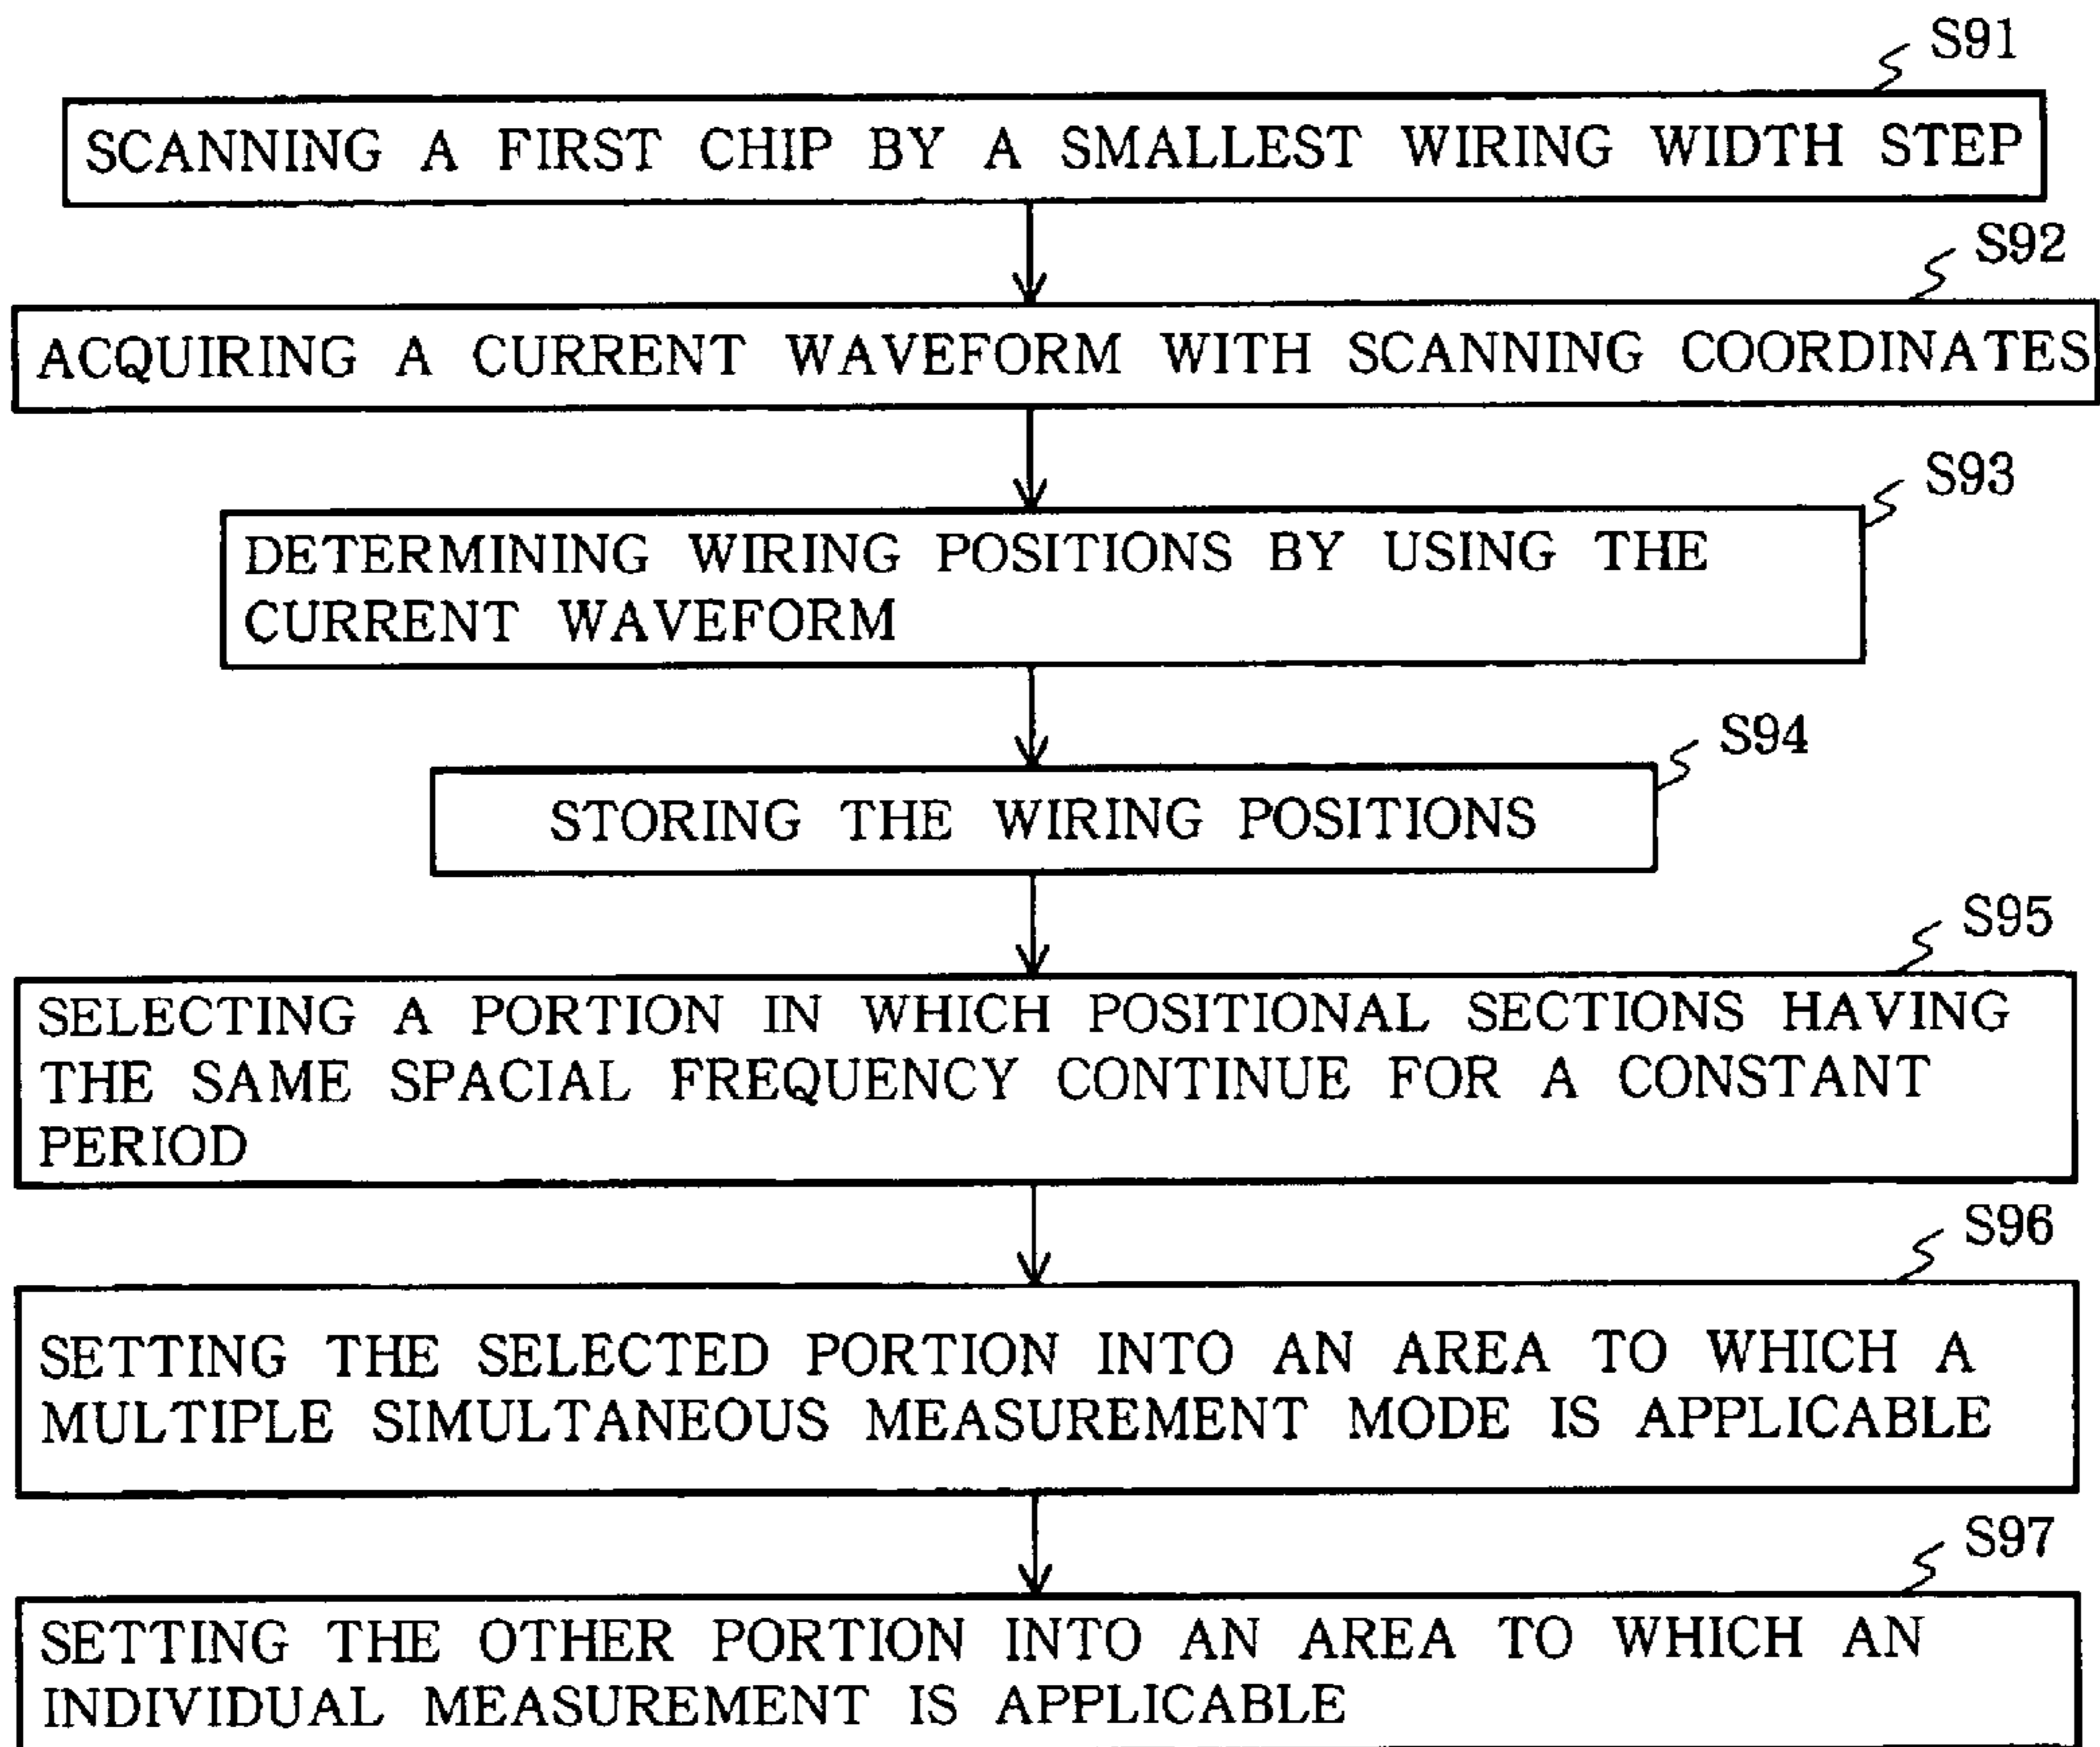 S91
SCANNING A FIRST CHIP BY A SMALLEST WIRING WIDTH STEP
S92
ACQUIRING A CURRENT WAVEFORM WITH SCANNING COORDINATES
S93
DETERMINING WIRING POSITIONS BY USING THE
CURRENT WAVEFORM
S94
STORING THE WIRING POSITIONS
S95
SELECTING A PORTION IN WHICH POSITIONAL SECTIONS HAVING
THE SAME SPACIAL FREQUENCY CONTINUE FOR A CONSTANT
PERIOD
S96
SETTING THE SELECTED PORTION INTO AN AREA TO WHICH A
MULTIPLE SIMULTANEOUS MEASUREMENT MODE IS APPLICABLE
S97
SETTING THE OTHER PORTION INTO AN AREA TO WHICH AN
INDIVIDUAL MEASUREMENT IS APPLICABLE